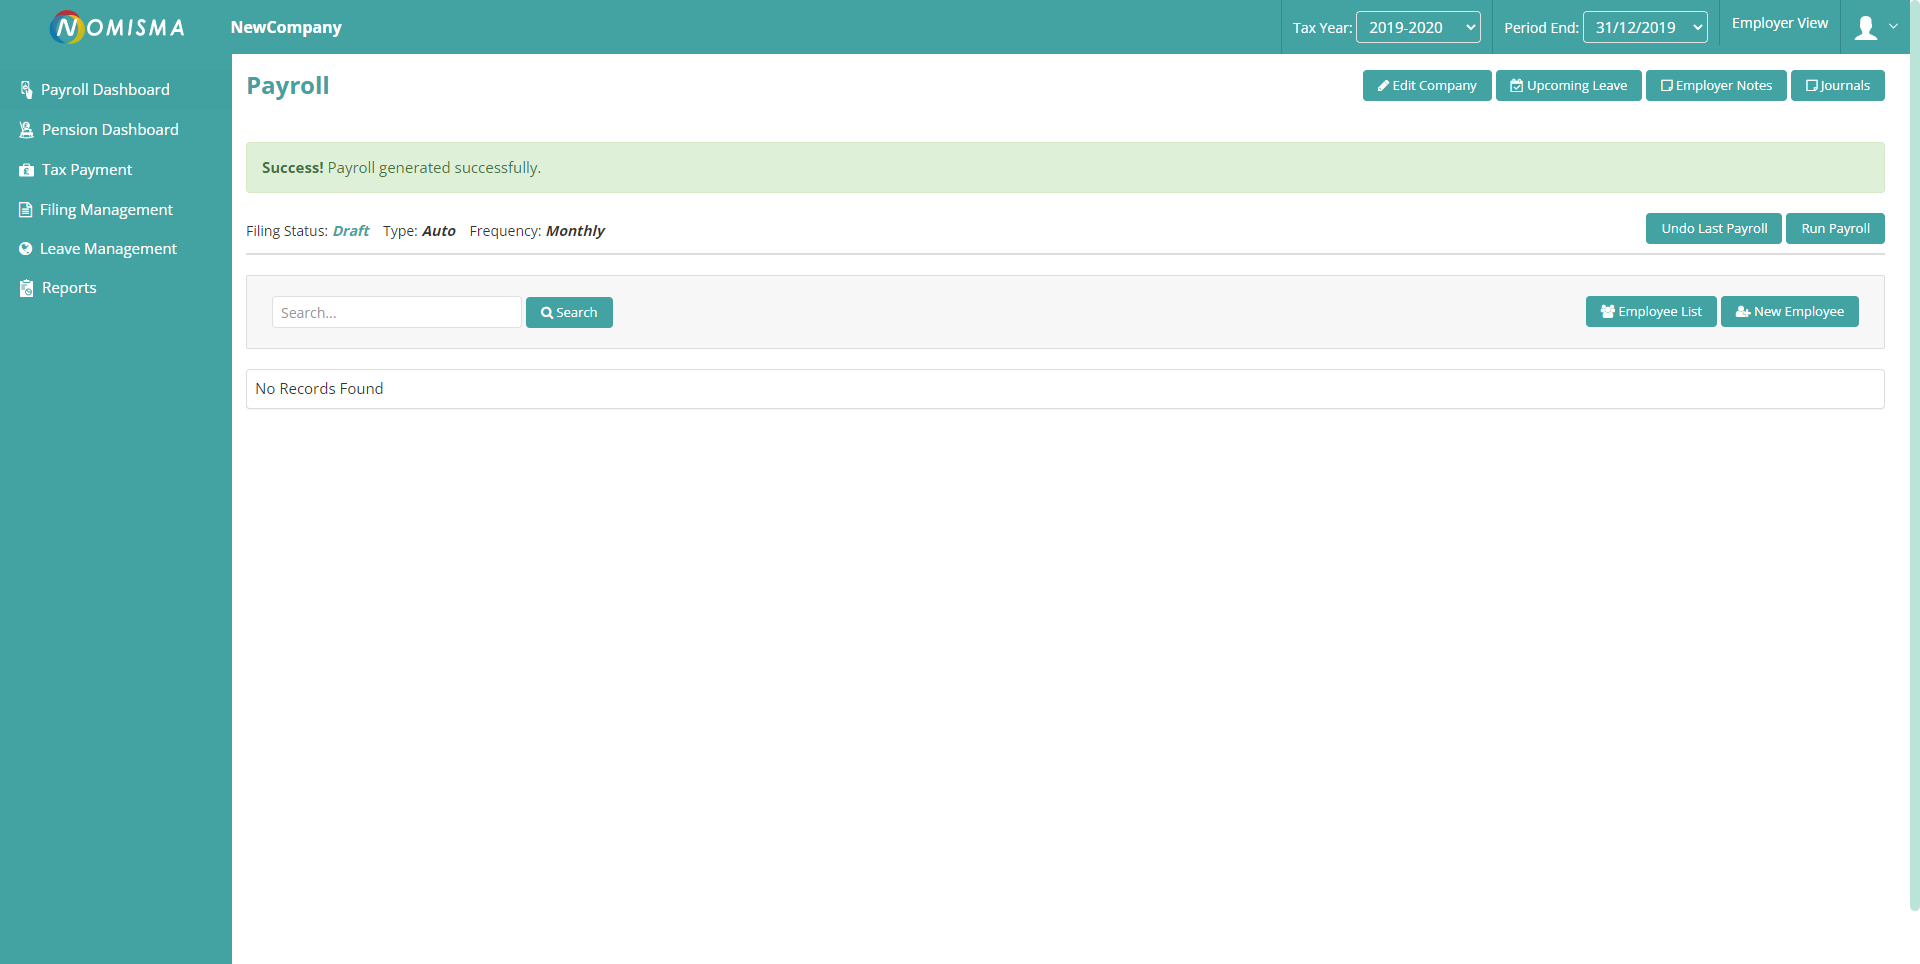 NOMISMA
NewCompany
Tax Year: 2019-2020
Period End: 31/12/2019
Employer View
Payroll Dashboard
Pension Dashboard
Tax Payment
Filing Management
Leave Management
Reports
Payroll
Edit Company
Upcoming Leave
Employer Notes
Journals
Success! Payroll generated successfully.
Filing Status: Draft Type: Auto Frequency: Monthly
Undo Last Payroll
Run Payroll
Search...
Search
Employee List
New Employee
No Records Found